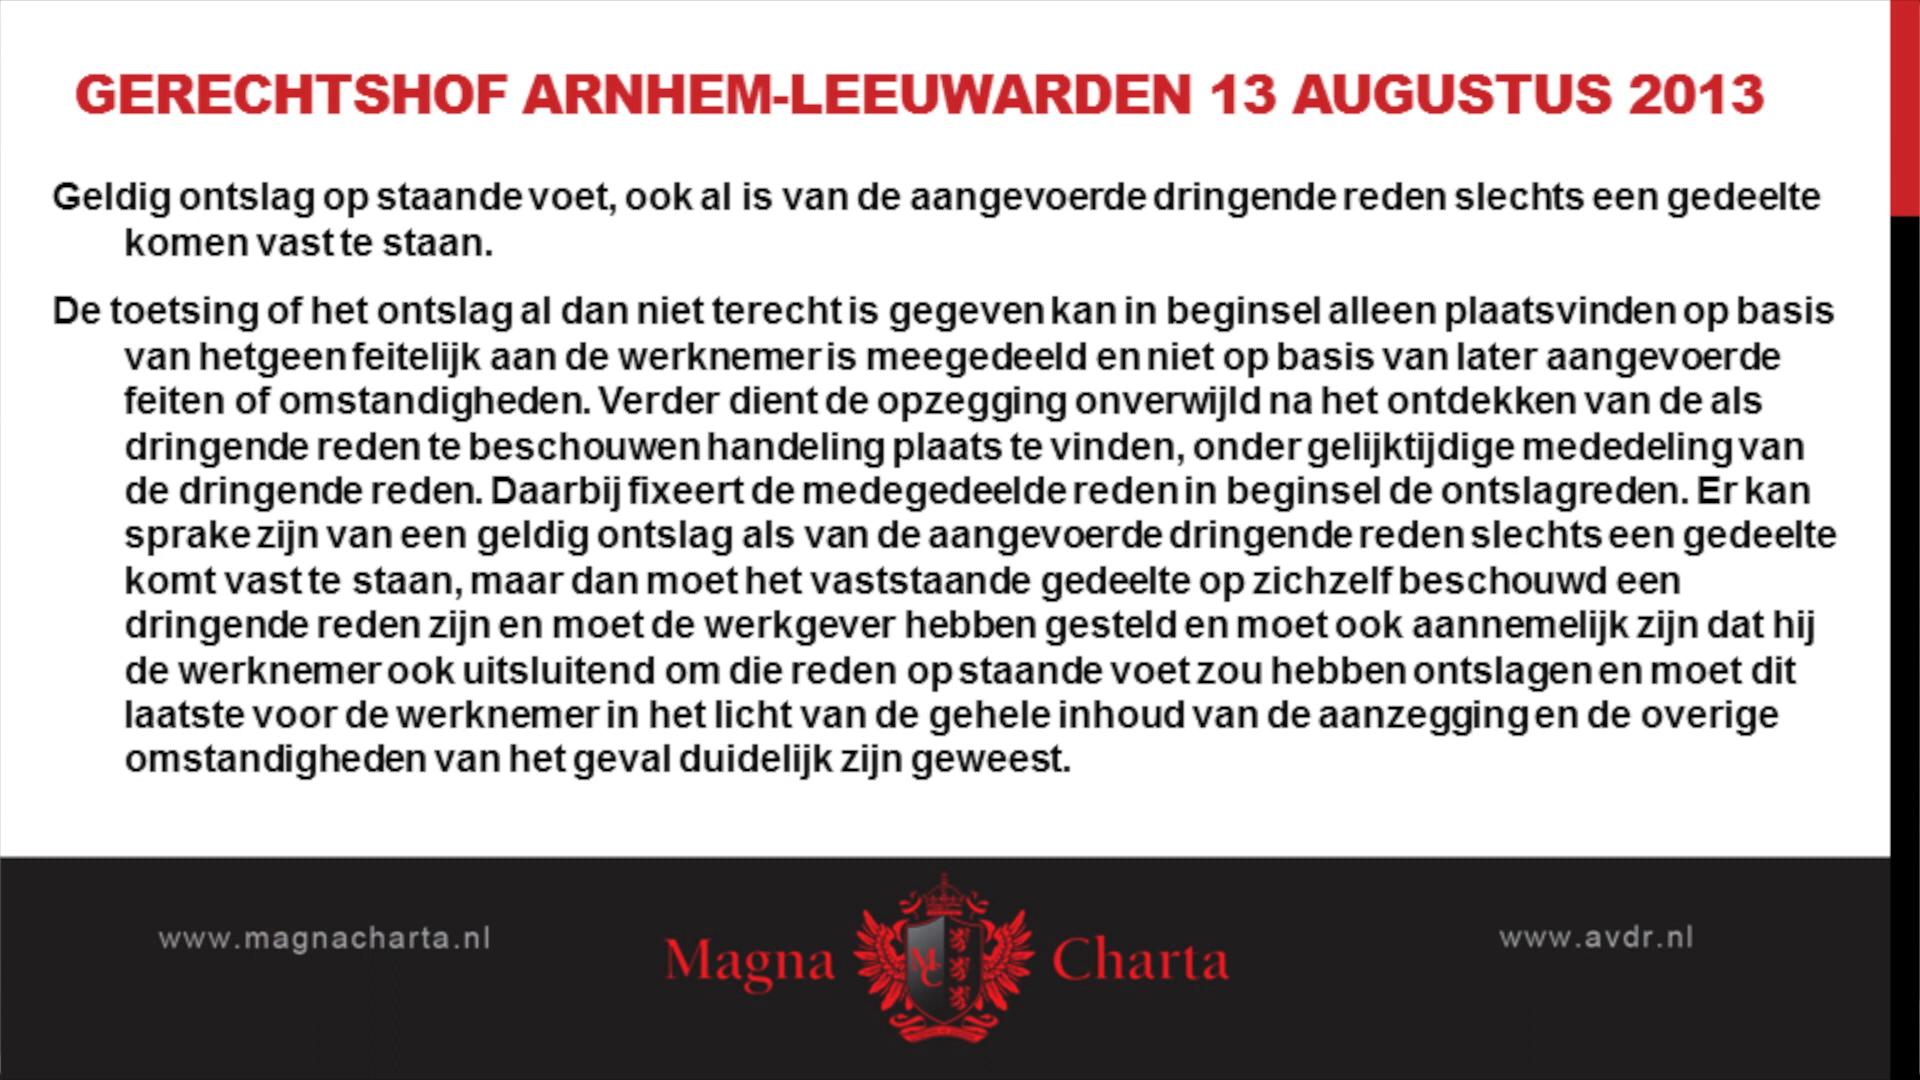 GERECHTSHOF ARNHEM-LEEUWARDEN 13 AUGUSTUS 2013
Geldig ontslag op staande voet, ook al is van de aangevoerde dringende reden slechts een gedeelte
komen vast te staan.
De toetsing of het ontslag al dan niet terecht is gegeven kan in beginsel alleen plaatsvinden op basis
van hetgeen feitelijk aan de werknemer is meegedeeld en niet op basis van later aangevoerde
feiten of omstandigheden. Verder dient de opzegging onverwijld na het ontdekken van de als
dringende reden te beschouwen handeling plaats te vinden, onder gelijktijdige mededeling van
de dringende reden. Daarbij fixeert de medegedeelde reden in beginsel de ontslagreden. Er kan
sprake zijn van een geldig ontslag als van de aangevoerde dringende reden slechts een gedeelte
komt vast te staan, maar dan moet het vaststaande gedeelte op zichzelf beschouwd een
dringende reden zijn en moet de werkgever hebben gesteld en moet ook aannemelijk zijn dat hij
de werknemer ook uitsluitend om die reden op staande voet zou hebben ontslagen en moet dit
laatste voor de werknemer in het licht van de gehele inhoud van de aanzegging en de overige
omstandigheden van het geval duidelijk zijn geweest.
www.magnacharta.nl
Magna MC Charta
www.avdr.nl